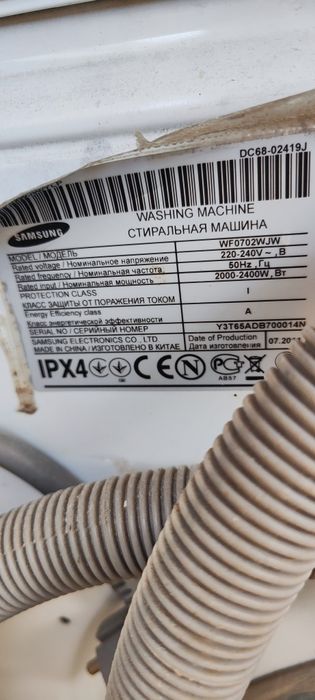 DC68-02419J
SAMSUNG
WASHING MACHINE
СТИРАЛЬНАЯ МАШИНА
MODEL / МОДЕЛЬ WF0702WJW
Rated voltage / Номинальное напряжение 220-240V ~ , В
Rated frequency / Номинальная частота 50Hz , Гц
Rated input / Номинальная мощность 2000-2400W, Вт
PROTECTION CLASS
КЛАСС ЗАЩИТЫ ОТ ПОРАЖЕНИЯ ТОКОМ I
Energy Efficiency class
Класс энергетической эффективности A
SERIAL NO / СЕРИЙНЫЙ НОМЕР Y3T65ADB700014N
SAMSUNG ELECTRONICS CO., LTD.
MADE IN CHINA / ИЗГОТОВЛЕНО В КИТАЕ
Date of Production
Дата изготовления 07.20
IPX4 CE N PG
АВ57